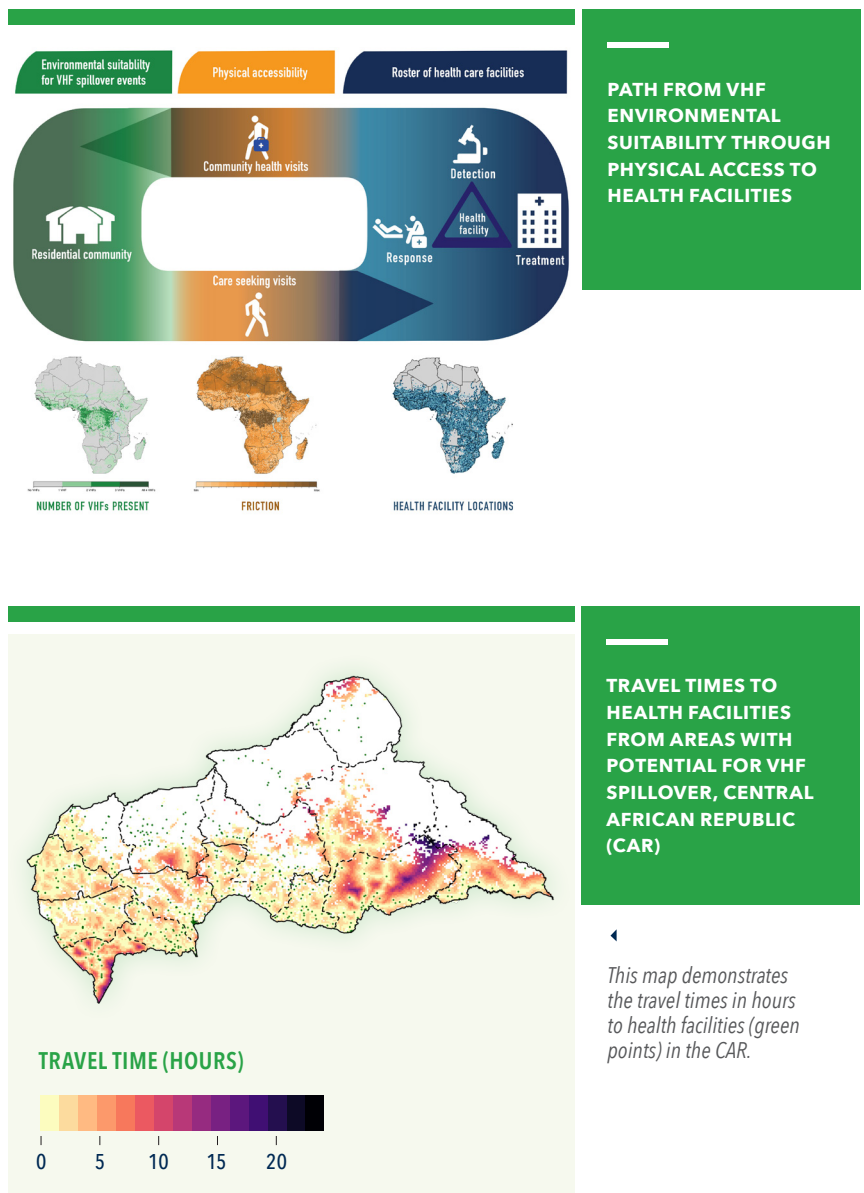 Environmental suitablity
for VHF spillover events
Physical accessibility
Roster of health care facilities
PATH FROM VHF
ENVIRONMENTAL
SUITABILITY THROUGH
PHYSICAL ACCESS TO
HEALTH FACILITIES
Community health visits
Detection
Residential community
Health
facility
Response
Treatment
Care seeking visits
NUMBER OF VHFs PRESENT
FRICTION
HEALTH FACILITY LOCATIONS
TRAVEL TIMES TO
HEALTH FACILITIES
FROM AREAS WITH
POTENTIAL FOR VHF
SPILLOVER, CENTRAL
AFRICAN REPUBLIC
(CAR)
This map demonstrates
the travel times in hours
to health facilities (green
points) in the CAR.
TRAVEL TIME (HOURS)
0 5 10 15 20